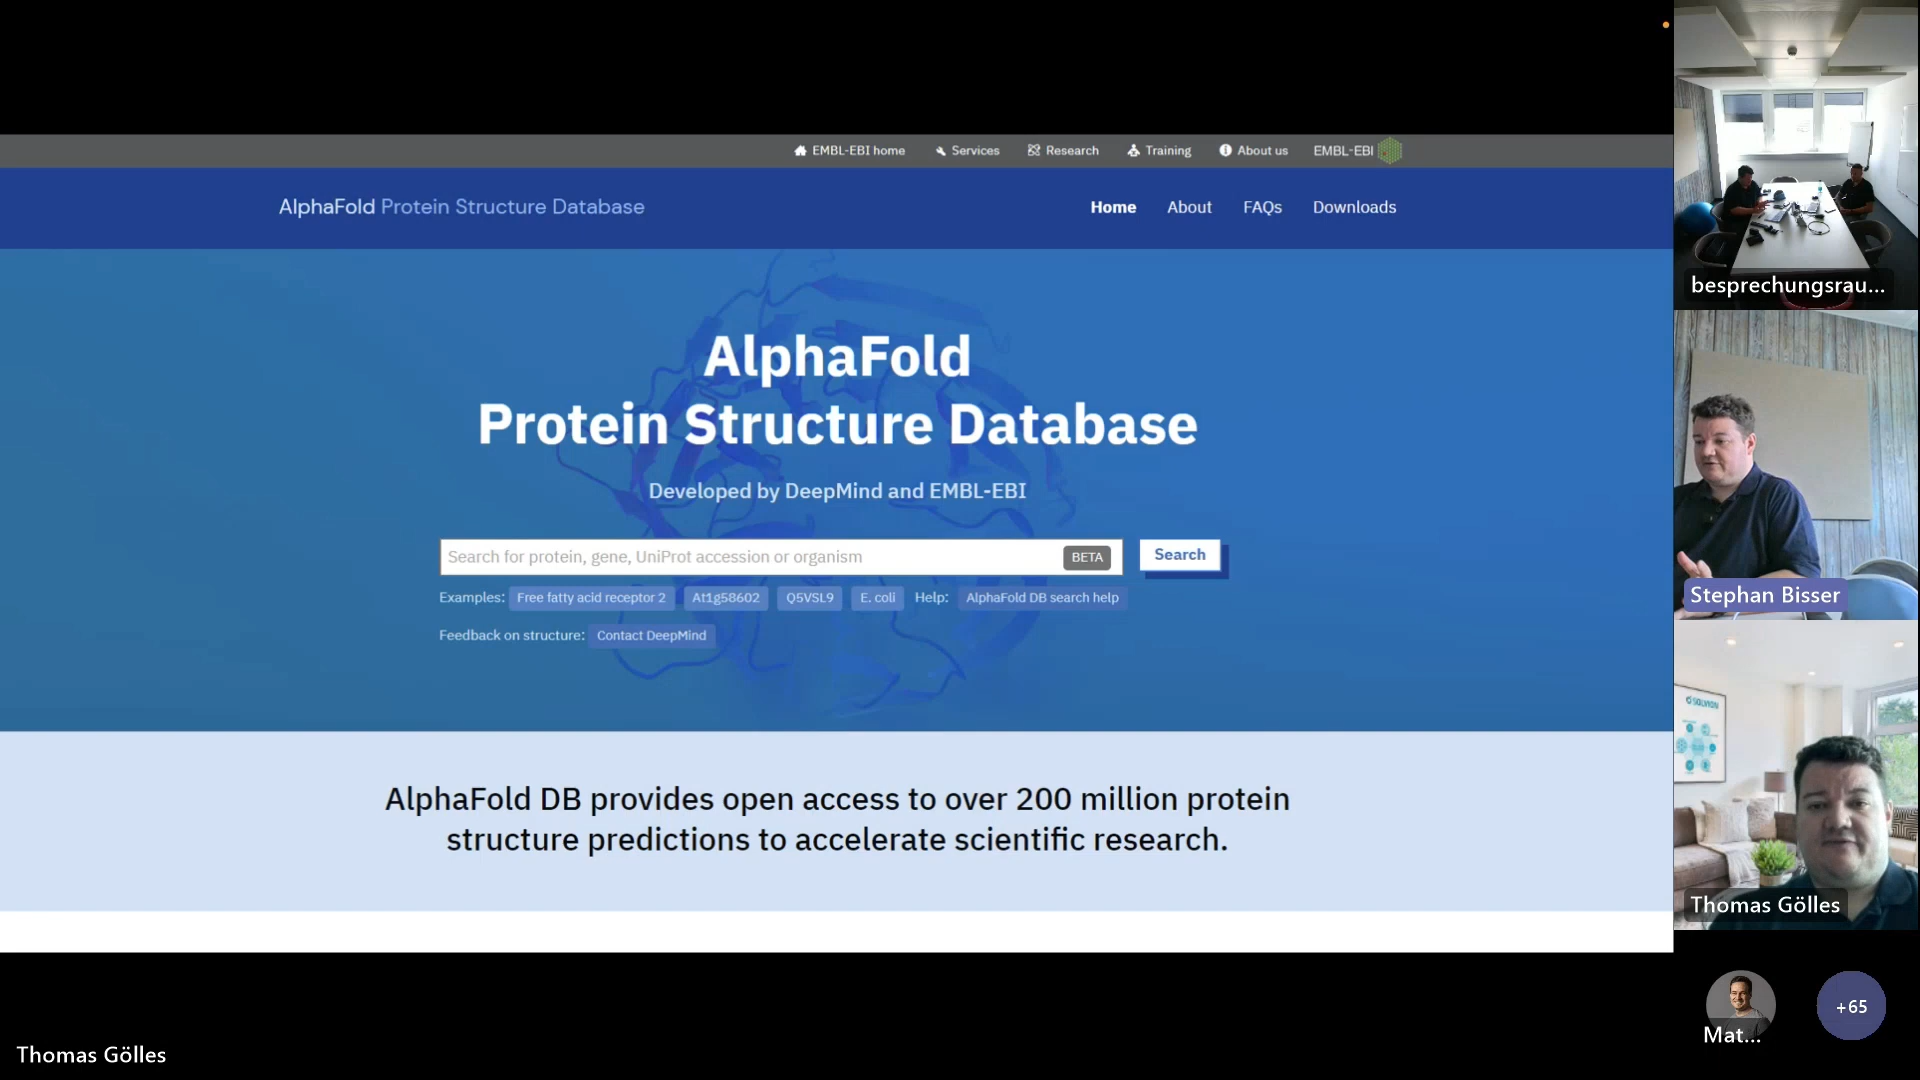 EMBL-EBI home Services Research Training About us EMBL-EBI
AlphaFold Protein Structure Database
Home About FAQs Downloads
AlphaFold
Protein Structure Database
Developed by DeepMind and EMBL-EBI
Search for protein, gene, UniProt accession or organism BETA Search
Examples: Free fatty acid receptor 2 At1g58602 Q5VSL9 E. coli Help: AlphaFold DB search help
Feedback on structure: Contact DeepMind
AlphaFold DB provides open access to over 200 million protein
structure predictions to accelerate scientific research.
Thomas Gölles
besprechungsrau...
Stephan Bisser
SOLVION
Thomas Gölles
Mat...
+65